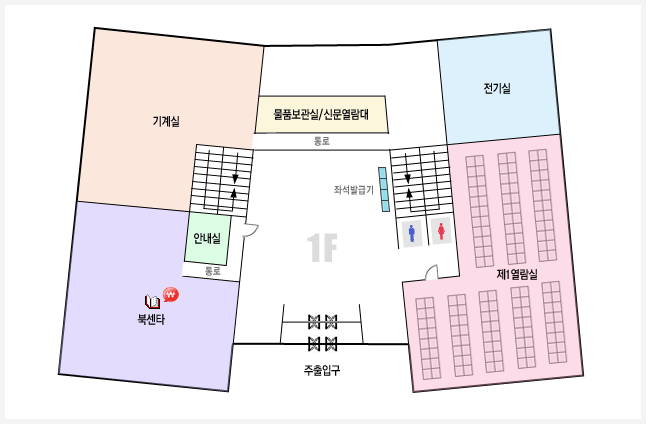 전기실
기계실
물품보관실/신문열람대
통로
좌석발급기
안내실
1F
통로
제1열람실
₩
북센타
주출입구